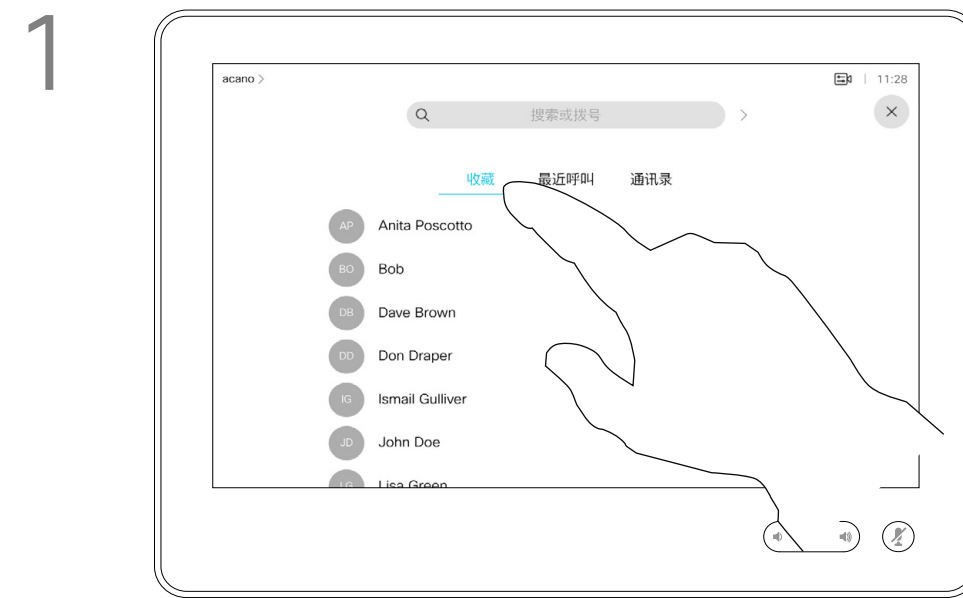 1
acano >
11:28
搜索或拨号
收藏 最近呼叫 通讯录
AP Anita Poscotto
BO Bob
DB Dave Brown
DD Don Draper
IG Ismail Gulliver
JD John Doe
LG Lisa Green